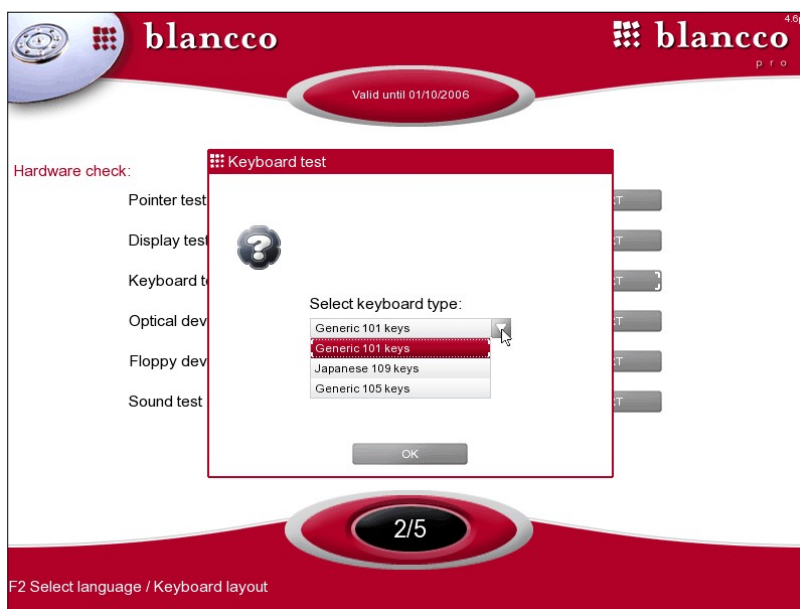 4.6p
blancco
blancco
pro
Valid until 01/10/2006
Keyboard test
Hardware check:
Pointer test
Display test
Keyboard te
Optical dev
Floppy dev
Sound test
Select keyboard type:
Generic 101 keys
Generic 101 keys
Japanese 109 keys
Generic 105 keys
OK
2/5
F2 Select language / Keyboard layout